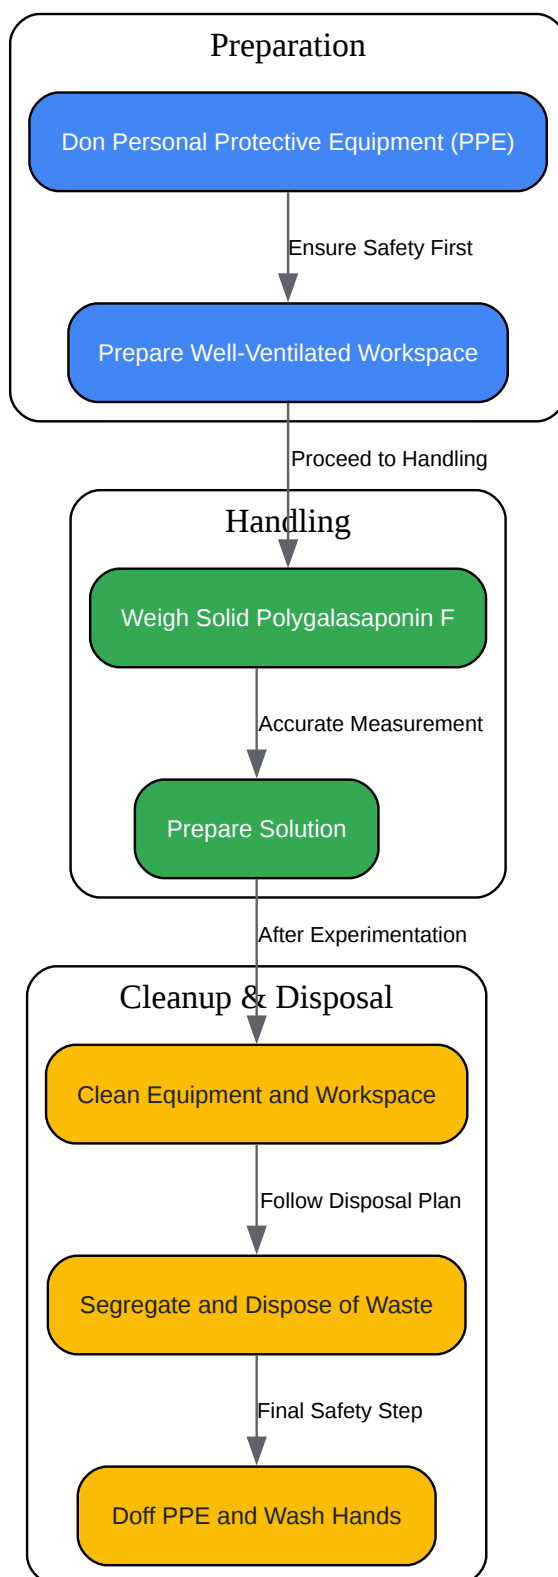 Preparation
Don Personal Protective Equipment (PPE)
Ensure Safety First
Prepare Well-Ventilated Workspace
Proceed to Handling
Handling
Weigh Solid Polygalasaponin F
Accurate Measurement
Prepare Solution
After Experimentation
Cleanup & Disposal
Clean Equipment and Workspace
Follow Disposal Plan
Segregate and Dispose of Waste
Final Safety Step
Doff PPE and Wash Hands